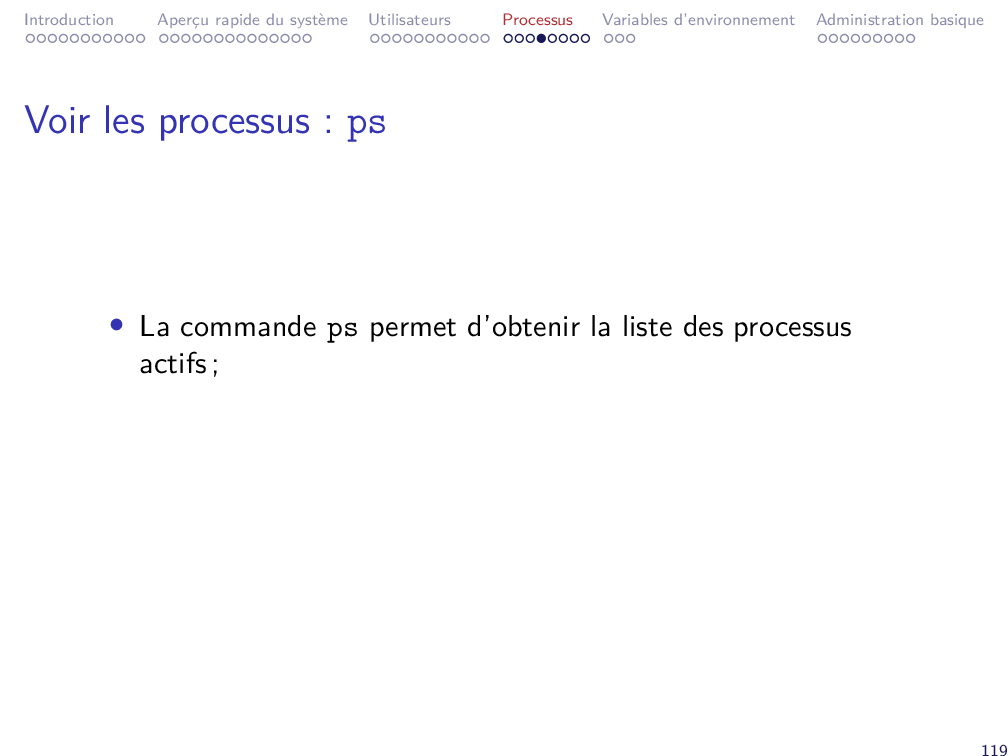 Introduction Aperçu rapide du système Utilisateurs Processus Variables d'environnement Administration basique
Voir les processus : ps
• La commande ps permet d'obtenir la liste des processus
actifs ;
119